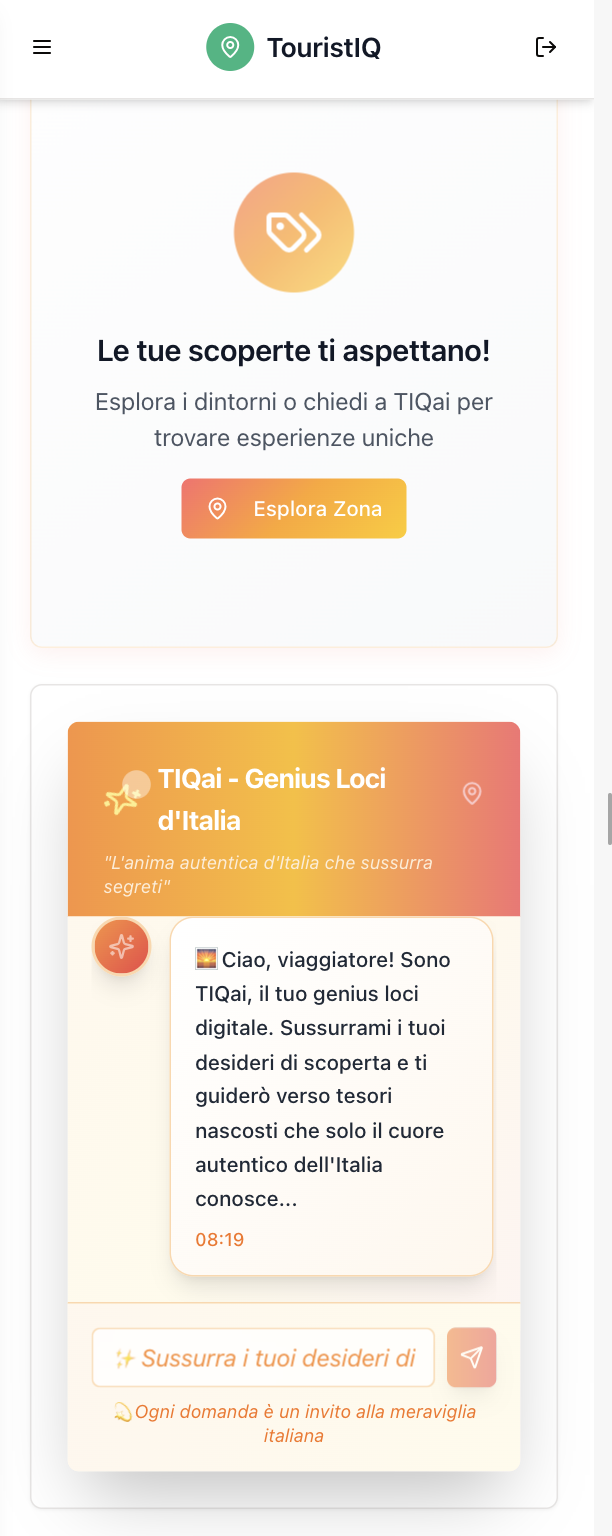 TouristIQ
Le tue scoperte ti aspettano!
Esplora i dintorni o chiedi a TIQai per
trovare esperienze uniche
Esplora Zona
TIQai - Genius Loci
d'Italia
"L'anima autentica d'Italia che sussurra
segreti"
🌅 Ciao, viaggiatore! Sono
TIQai, il tuo genius loci
digitale. Sussurrami i tuoi
desideri di scoperta e ti
guiderò verso tesori
nascosti che solo il cuore
autentico dell'Italia
conosce...
08:19
✨ Sussurra i tuoi desideri di
💫 Ogni domanda è un invito alla meraviglia
italiana